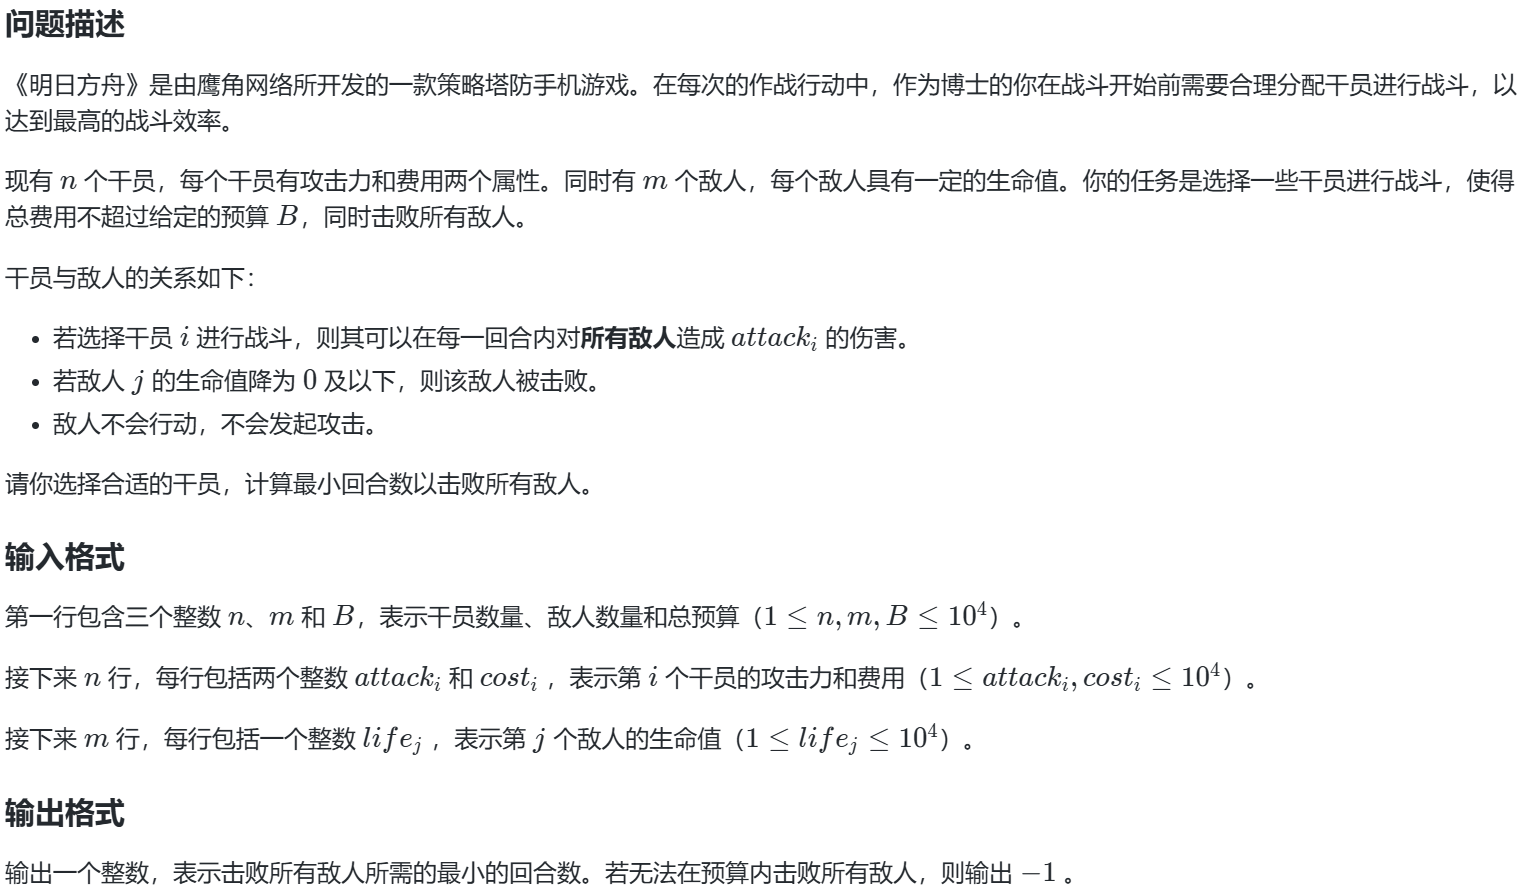 问题描述
《明日方舟》是由鹰角网络所开发的一款策略塔防手机游戏。在每次的作战行动中，作为博士的你在战斗开始前需要合理分配干员进行战斗，以
达到最高的战斗效率。
现有 n 个干员，每个干员有攻击力和费用两个属性。同时有 m 个敌人，每个敌人具有一定的生命值。你的任务是选择一些干员进行战斗，使得
总费用不超过给定的预算 B，同时击败所有敌人。
干员与敌人的关系如下：
• 若选择干员 i 进行战斗，则其可以在每一回合内对所有敌人造成 attack_i 的伤害。
• 若敌人 j 的生命值降为 0 及以下，则该敌人被击败。
• 敌人不会行动，不会发起攻击。
请你选择合适的干员，计算最小回合数以击败所有敌人。
输入格式
第一行包含三个整数 n、m 和 B，表示干员数量、敌人数量和总预算（1 ≤ n, m, B ≤ 10^4）。
接下来 n 行，每行包括两个整数 attack_i 和 cost_i ，表示第 i 个干员的攻击力和费用（1 ≤ attack_i, cost_i ≤ 10^4）。
接下来 m 行，每行包括一个整数 life_j ，表示第 j 个敌人的生命值（1 ≤ life_j ≤ 10^4）。
输出格式
输出一个整数，表示击败所有敌人所需的最小的回合数。若无法在预算内击败所有敌人，则输出 −1 。